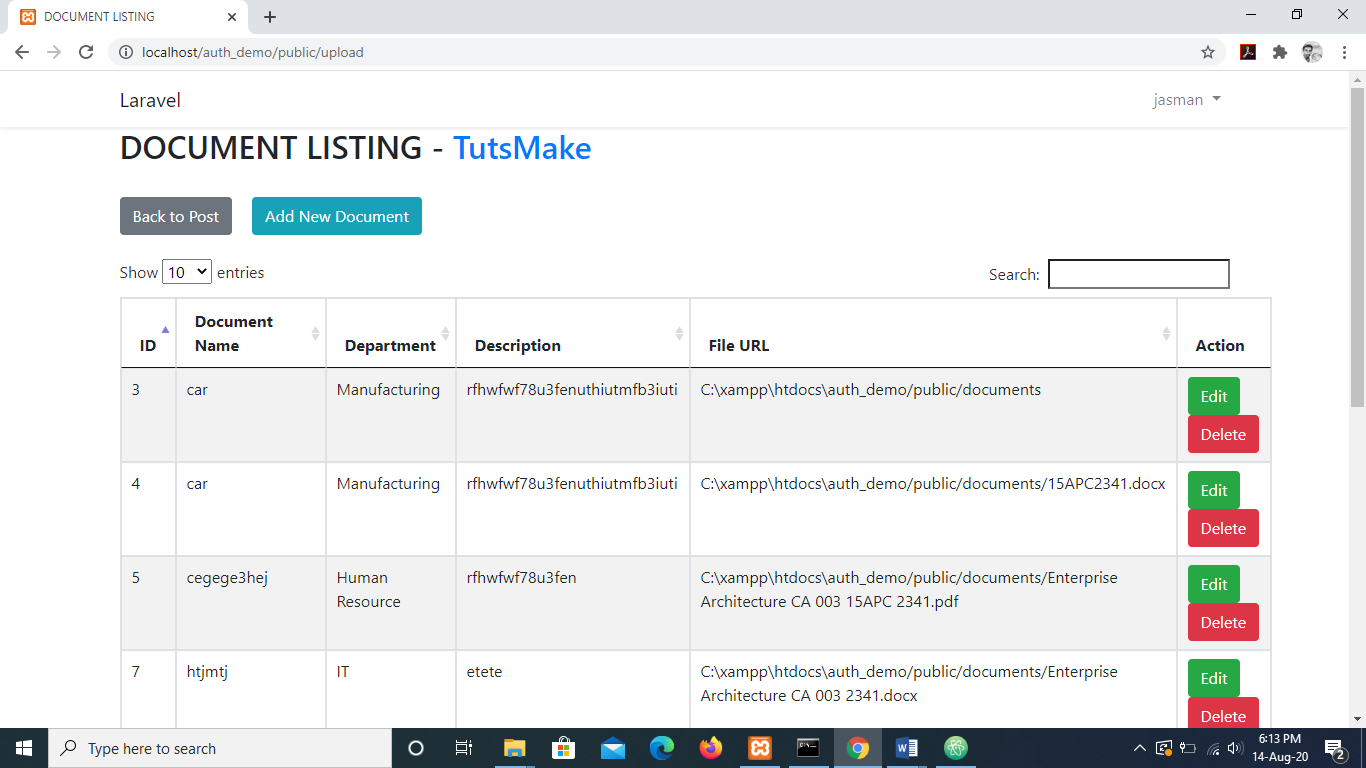 DOCUMENT LISTING
localhost/auth_demo/public/upload
Laravel
jasman
DOCUMENT LISTING - TutsMake
Back to Post
Add New Document
Show 10 entries
Search:
ID
Document
Name
Department
Description
File URL
Action
3
car
Manufacturing
rfhwfwf78u3fenuthiutmfb3iuti
C:\xampp\htdocs\auth_demo/public/documents
Edit
Delete
4
car
Manufacturing
rfhwfwf78u3fenuthiutmfb3iuti
C:\xampp\htdocs\auth_demo/public/documents/15APC2341.docx
Edit
Delete
5
cegege3hej
Human
Resource
rfhwfwf78u3fen
C:\xampp\htdocs\auth_demo/public/documents/Enterprise
Architecture CA 003 15APC 2341.pdf
Edit
Delete
7
htjmtj
IT
etete
C:\xampp\htdocs\auth_demo/public/documents/Enterprise
Architecture CA 003 2341.docx
Edit
Delete
Type here to search
6:13 PM
14-Aug-20
2